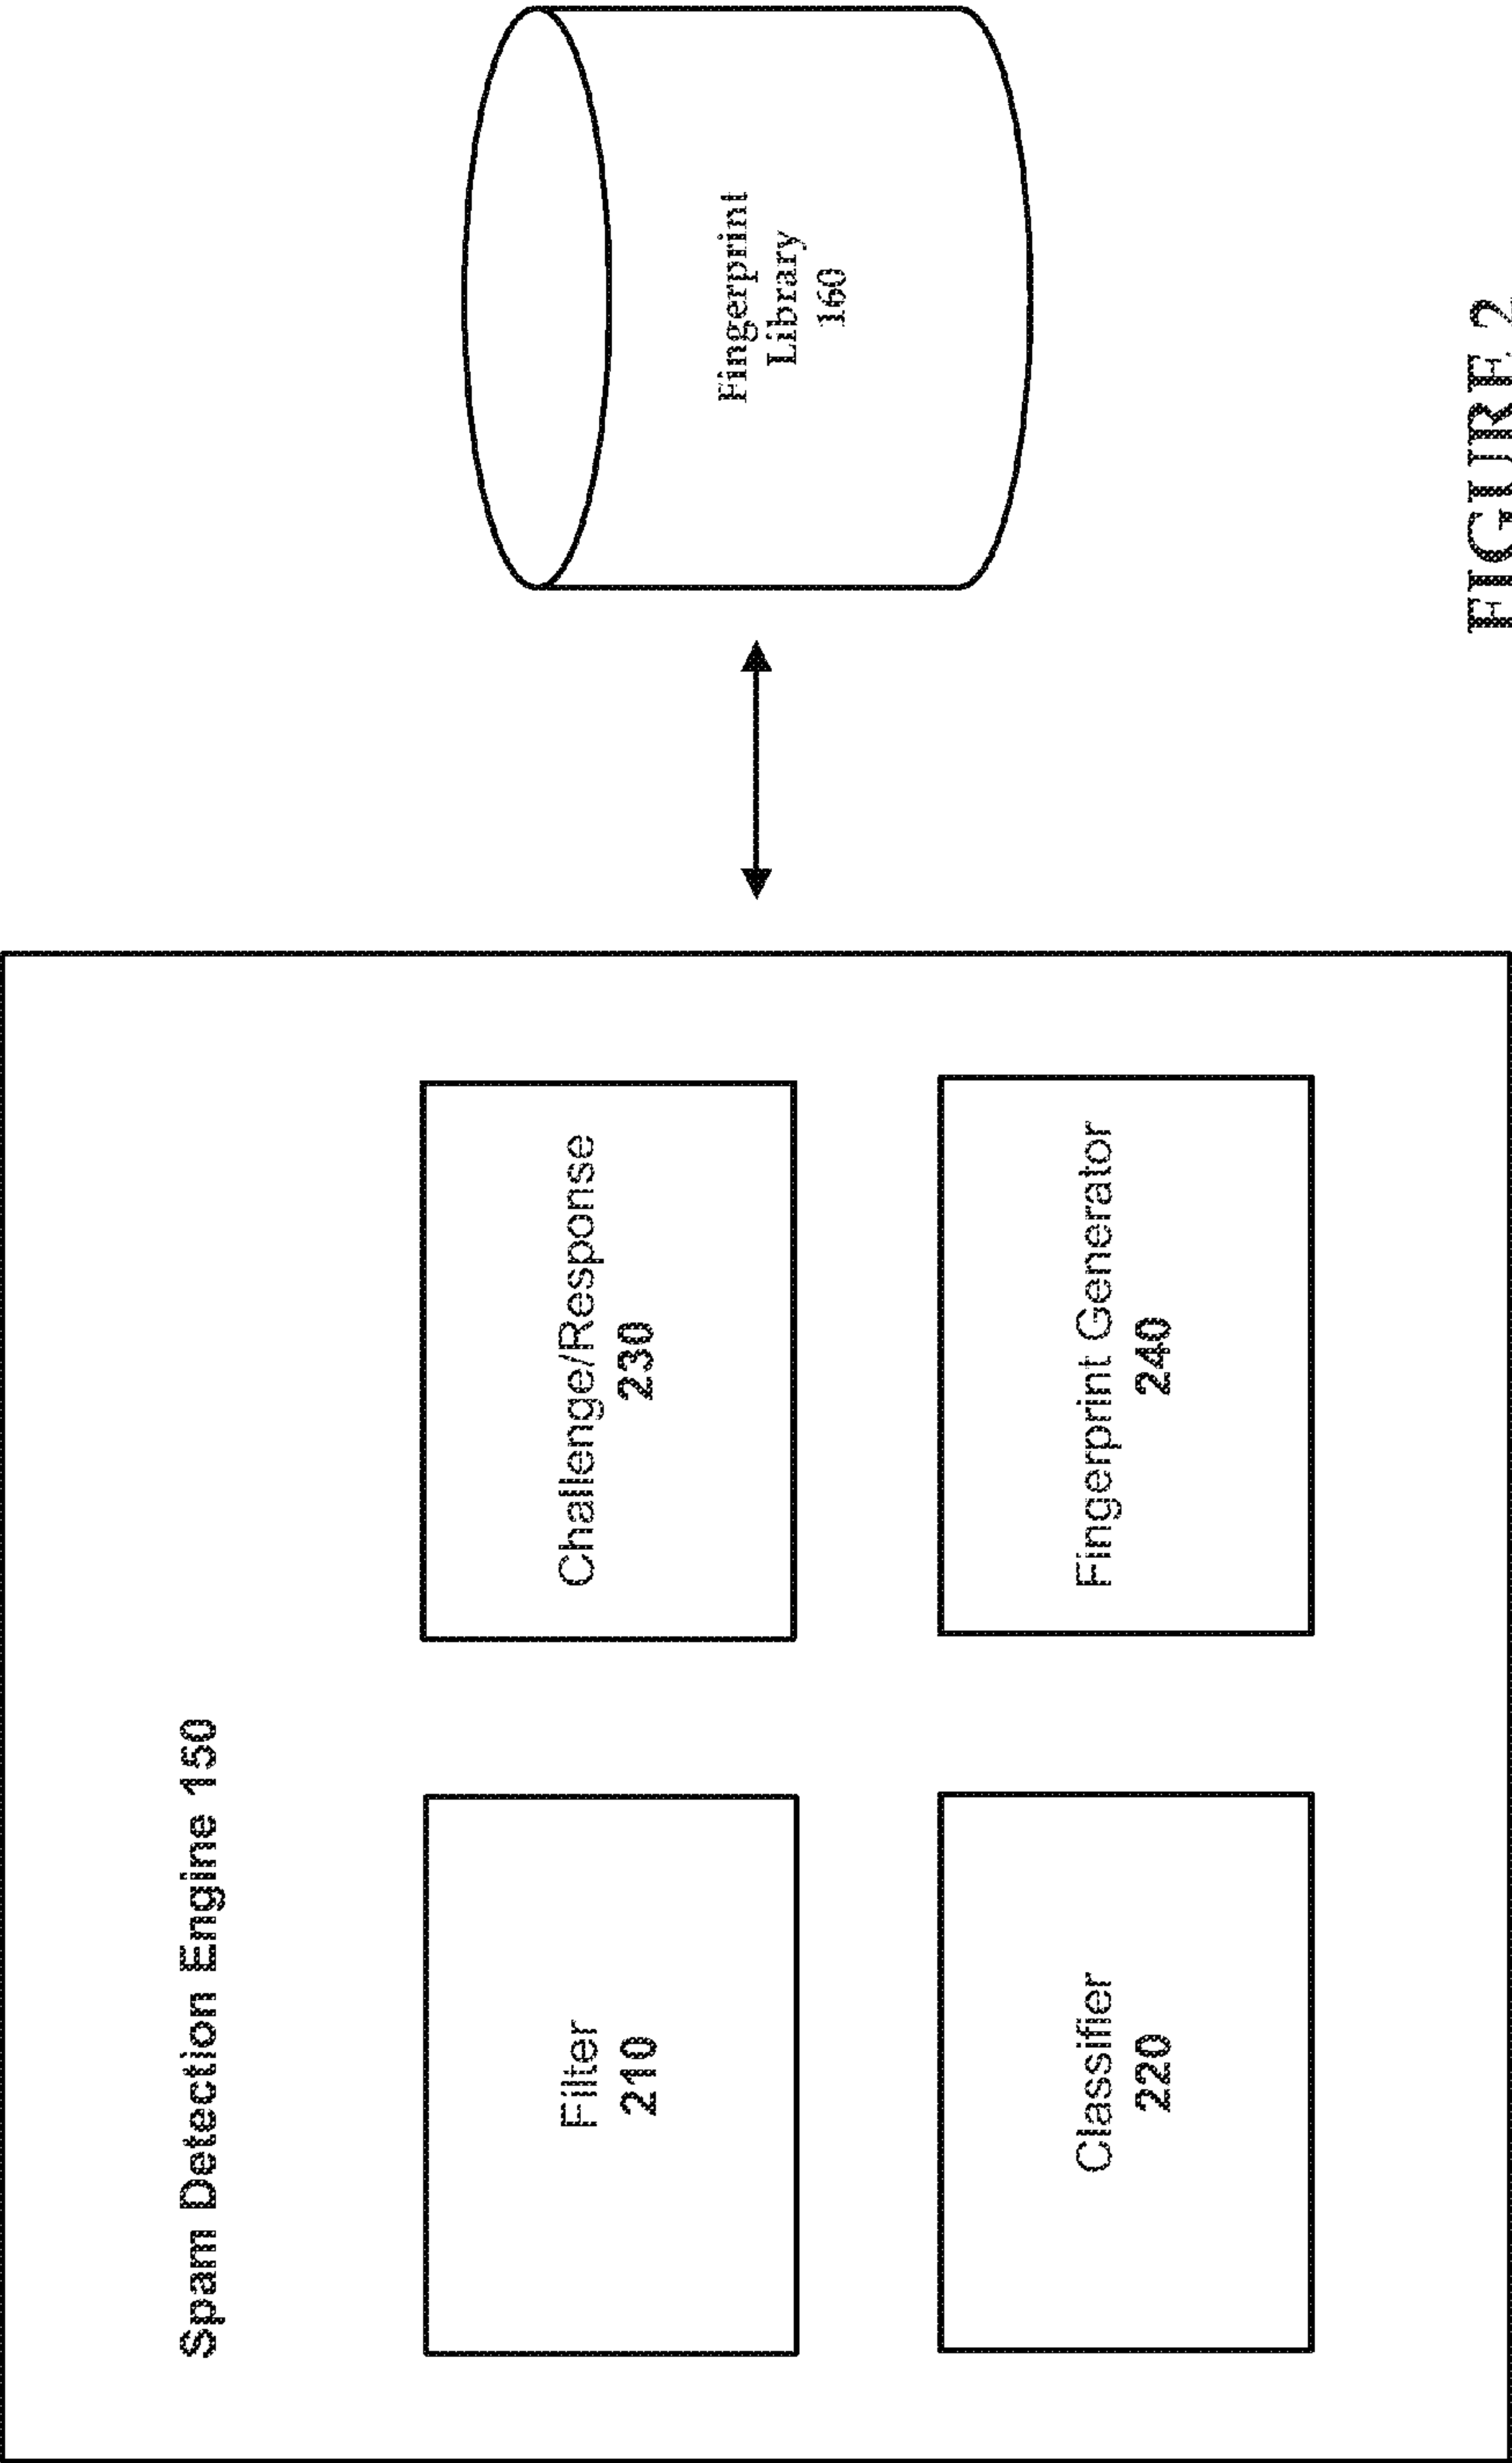 Spam Detection Engine 150
Filter
210
Challenge/Response
230
Classifier
220
Fingerprint Generator
240
Fingerprint
Library
160
FIGURE 2